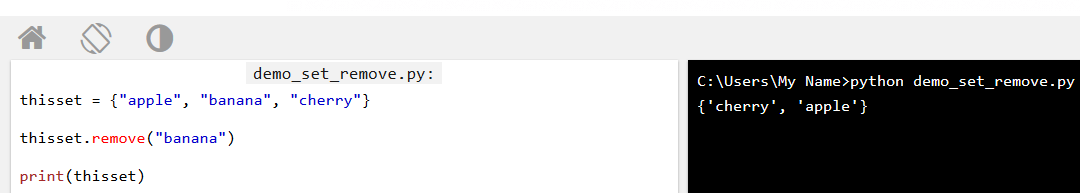 demo_set_remove.py:
thisset = {"apple", "banana", "cherry"}
thisset.remove("banana")
print(thisset)
C:\Users\My Name>python demo_set_remove.py
{'cherry', 'apple'}